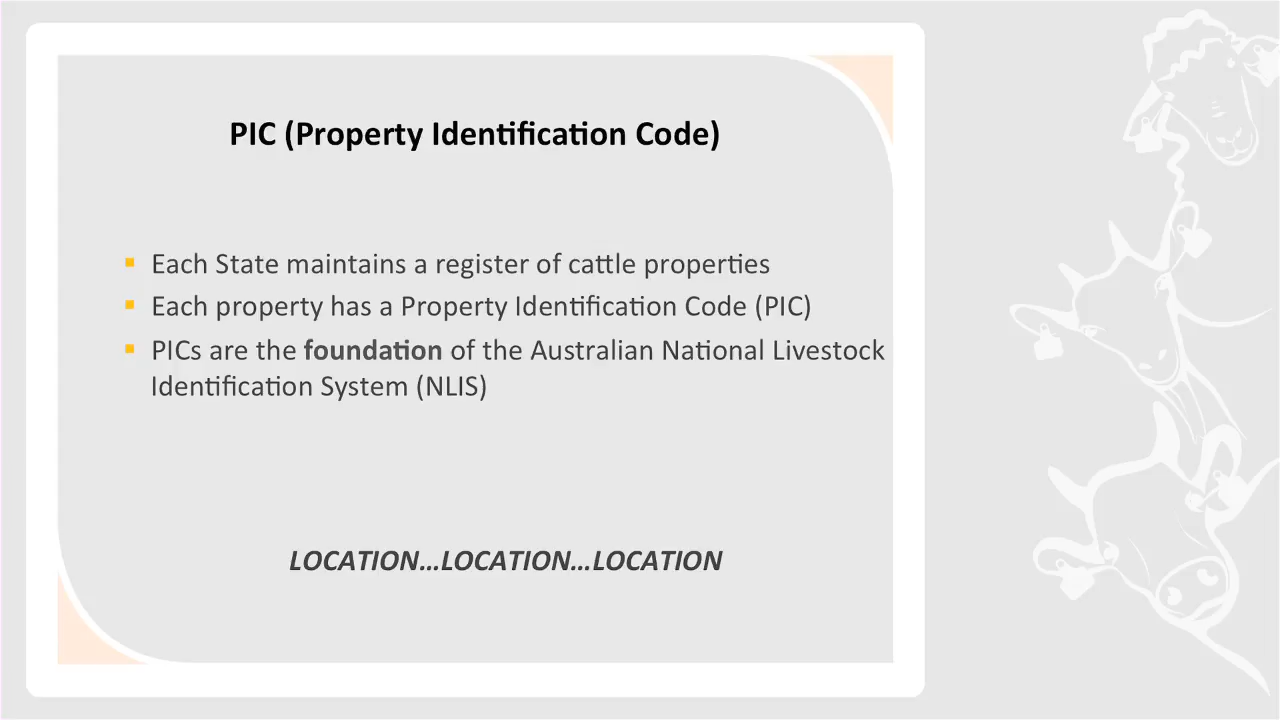 PIC (Property Identification Code)
Each State maintains a register of cattle properties
Each property has a Property Identification Code (PIC)
PICs are the foundation of the Australian National Livestock
Identification System (NLIS)
LOCATION...LOCATION...LOCATION